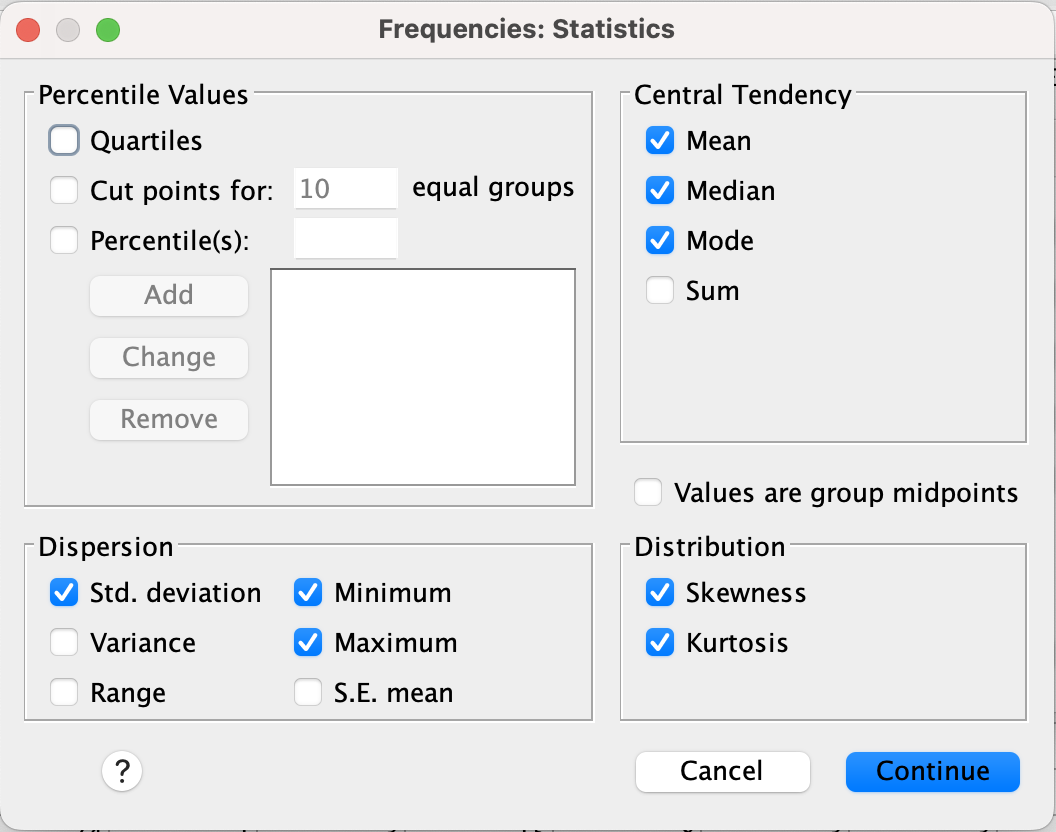 Frequencies: Statistics
Percentile Values
Quartiles
Cut points for: 10 equal groups
Percentile(s):
Add
Change
Remove
Central Tendency
Mean
Median
Mode
Sum
Values are group midpoints
Dispersion
Std. deviation
Minimum
Variance
Maximum
Range
S.E. mean
Distribution
Skewness
Kurtosis
?
Cancel
Continue